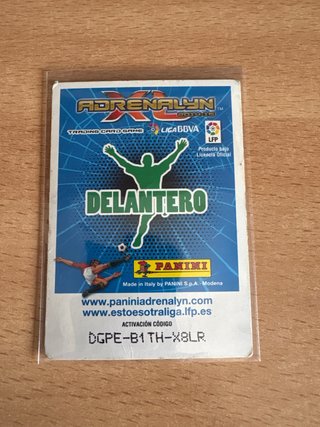 ADRENALYN XL
TRADING CARD GAME LIGA BBVA
LFP
Producto bajo
Licencia Oficial
DELANTERO
PANINI
Made in Italy by PANINI S.p.A. - Modena
www.paniniadrenalyn.com
www.estoesotraliga.lfp.es
ACTIVACIÓN CÓDIGO
DGPE-B1TH-X8LR